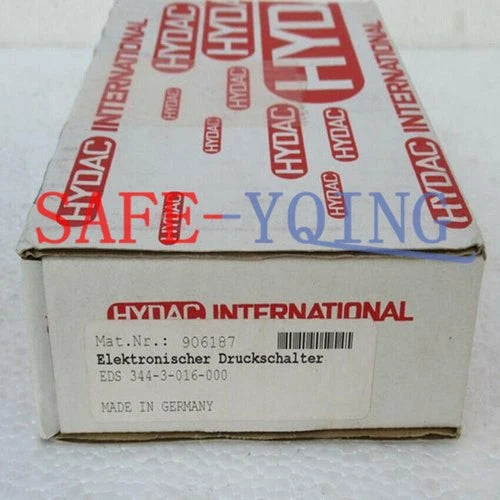 HYDAC
HYDAC INTERNATIONAL
HYDAC
HYDAC
HYDAC
HYDAC
HYDAC
HYDAC
HYDAC
HYDAC INTERNATIONAL
SAFE-YQING
HYDAC INTERNATIONAL
Mat.Nr.: 906187
Elektronischer Druckschalter
EDS 344-3-016-000
MADE IN GERMANY